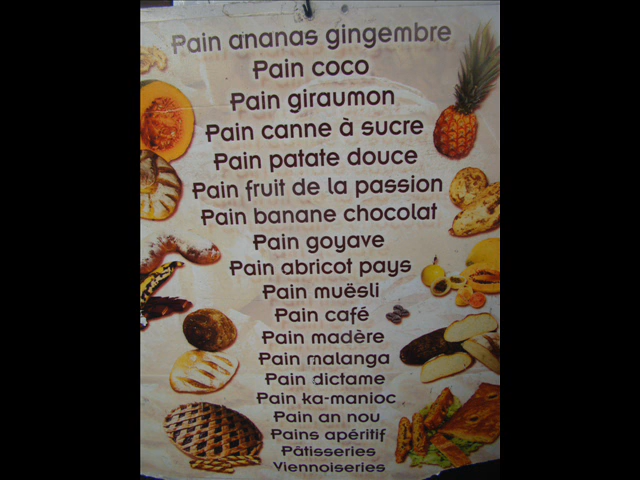 Pain ananas gingembre
Pain coco
Pain giraumon
Pain canne à sucre
Pain patate douce
Pain fruit de la passion
Pain banane chocolat
Pain goyave
Pain abricot pays
Pain muësli
Pain café
Pain madère
Pain malanga
Pain dictame
Pain ka-manioc
Pain an nou
Pains apéritif
Pâtisseries
Viennoiseries